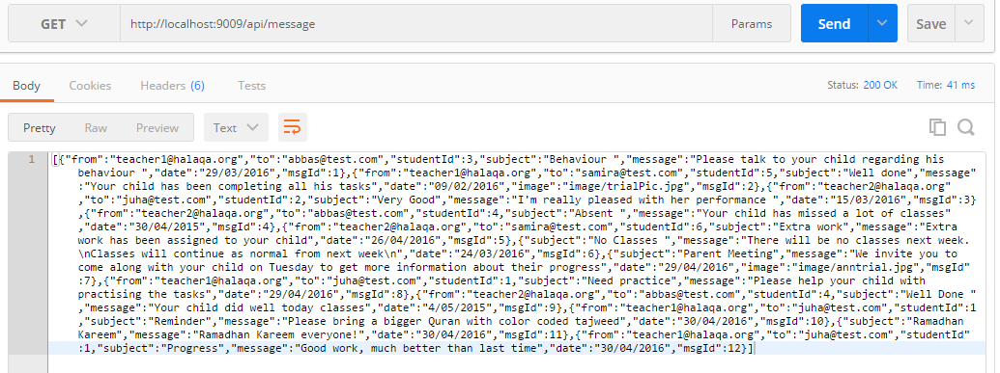 GET http://localhost:9009/api/message Params Send Save
Body Cookies Headers (6) Tests Status: 200 OK Time: 41 ms
Pretty Raw Preview Text
1 [{"from":"teacher1@halaqa.org","to":"abbas@test.com","studentId":3,"subject":"Behaviour ","message":"Please talk to your child regarding his
behaviour ","date":"29/03/2016","msgId":1},{"from":"teacher1@halaqa.org","to":"samira@test.com","studentId":5,"subject":"Well done","message"
:"Your child has been completing all his tasks","date":"09/02/2016","image":"image/trialPic.jpg","msgId":2},{"from":"teacher2@halaqa.org"
,"to":"juha@test.com","studentId":2,"subject":"Very Good","message":"I'm really pleased with her performance ","date":"15/03/2016","msgId":3}
,{"from":"teacher2@halaqa.org","to":"abbas@test.com","studentId":4,"subject":"Absent ","message":"Your child has missed a lot of classes"
,"date":"30/04/2015","msgId":4},{"from":"teacher2@halaqa.org","to":"samira@test.com","studentId":6,"subject":"Extra work","message":"Extra
work has been assigned to your child","date":"26/04/2016","msgId":5},{"subject":"No Classes ","message":"There will be no classes next week.
\nClasses will continue as normal from next week\n","date":"24/03/2016","msgId":6},{"subject":"Parent Meeting","message":"We invite you to
come along with your child on Tuesday to get more information about their progress","date":"29/04/2016","image":"image/anntrial.jpg","msgId"
:7},{"from":"teacher1@halaqa.org","to":"juha@test.com","studentId":1,"subject":"Need practice","message":"Please help your child with
practising the tasks","date":"29/04/2016","msgId":8},{"from":"teacher2@halaqa.org","to":"abbas@test.com","studentId":4,"subject":"Well Done "
,"message":"Your child did well today classes","date":"4/05/2015","msgId":9},{"from":"teacher1@halaqa.org","to":"juha@test.com","studentId":1
,"subject":"Reminder","message":"Please bring a bigger Quran with color coded tajweed","date":"30/04/2016","msgId":10},{"subject":"Ramadhan
Kareem","message":"Ramadhan Kareem everyone!","date":"30/04/2016","msgId":11},{"from":"teacher1@halaqa.org","to":"juha@test.com","studentId"
:1,"subject":"Progress","message":"Good work, much better than last time","date":"30/04/2016","msgId":12}]